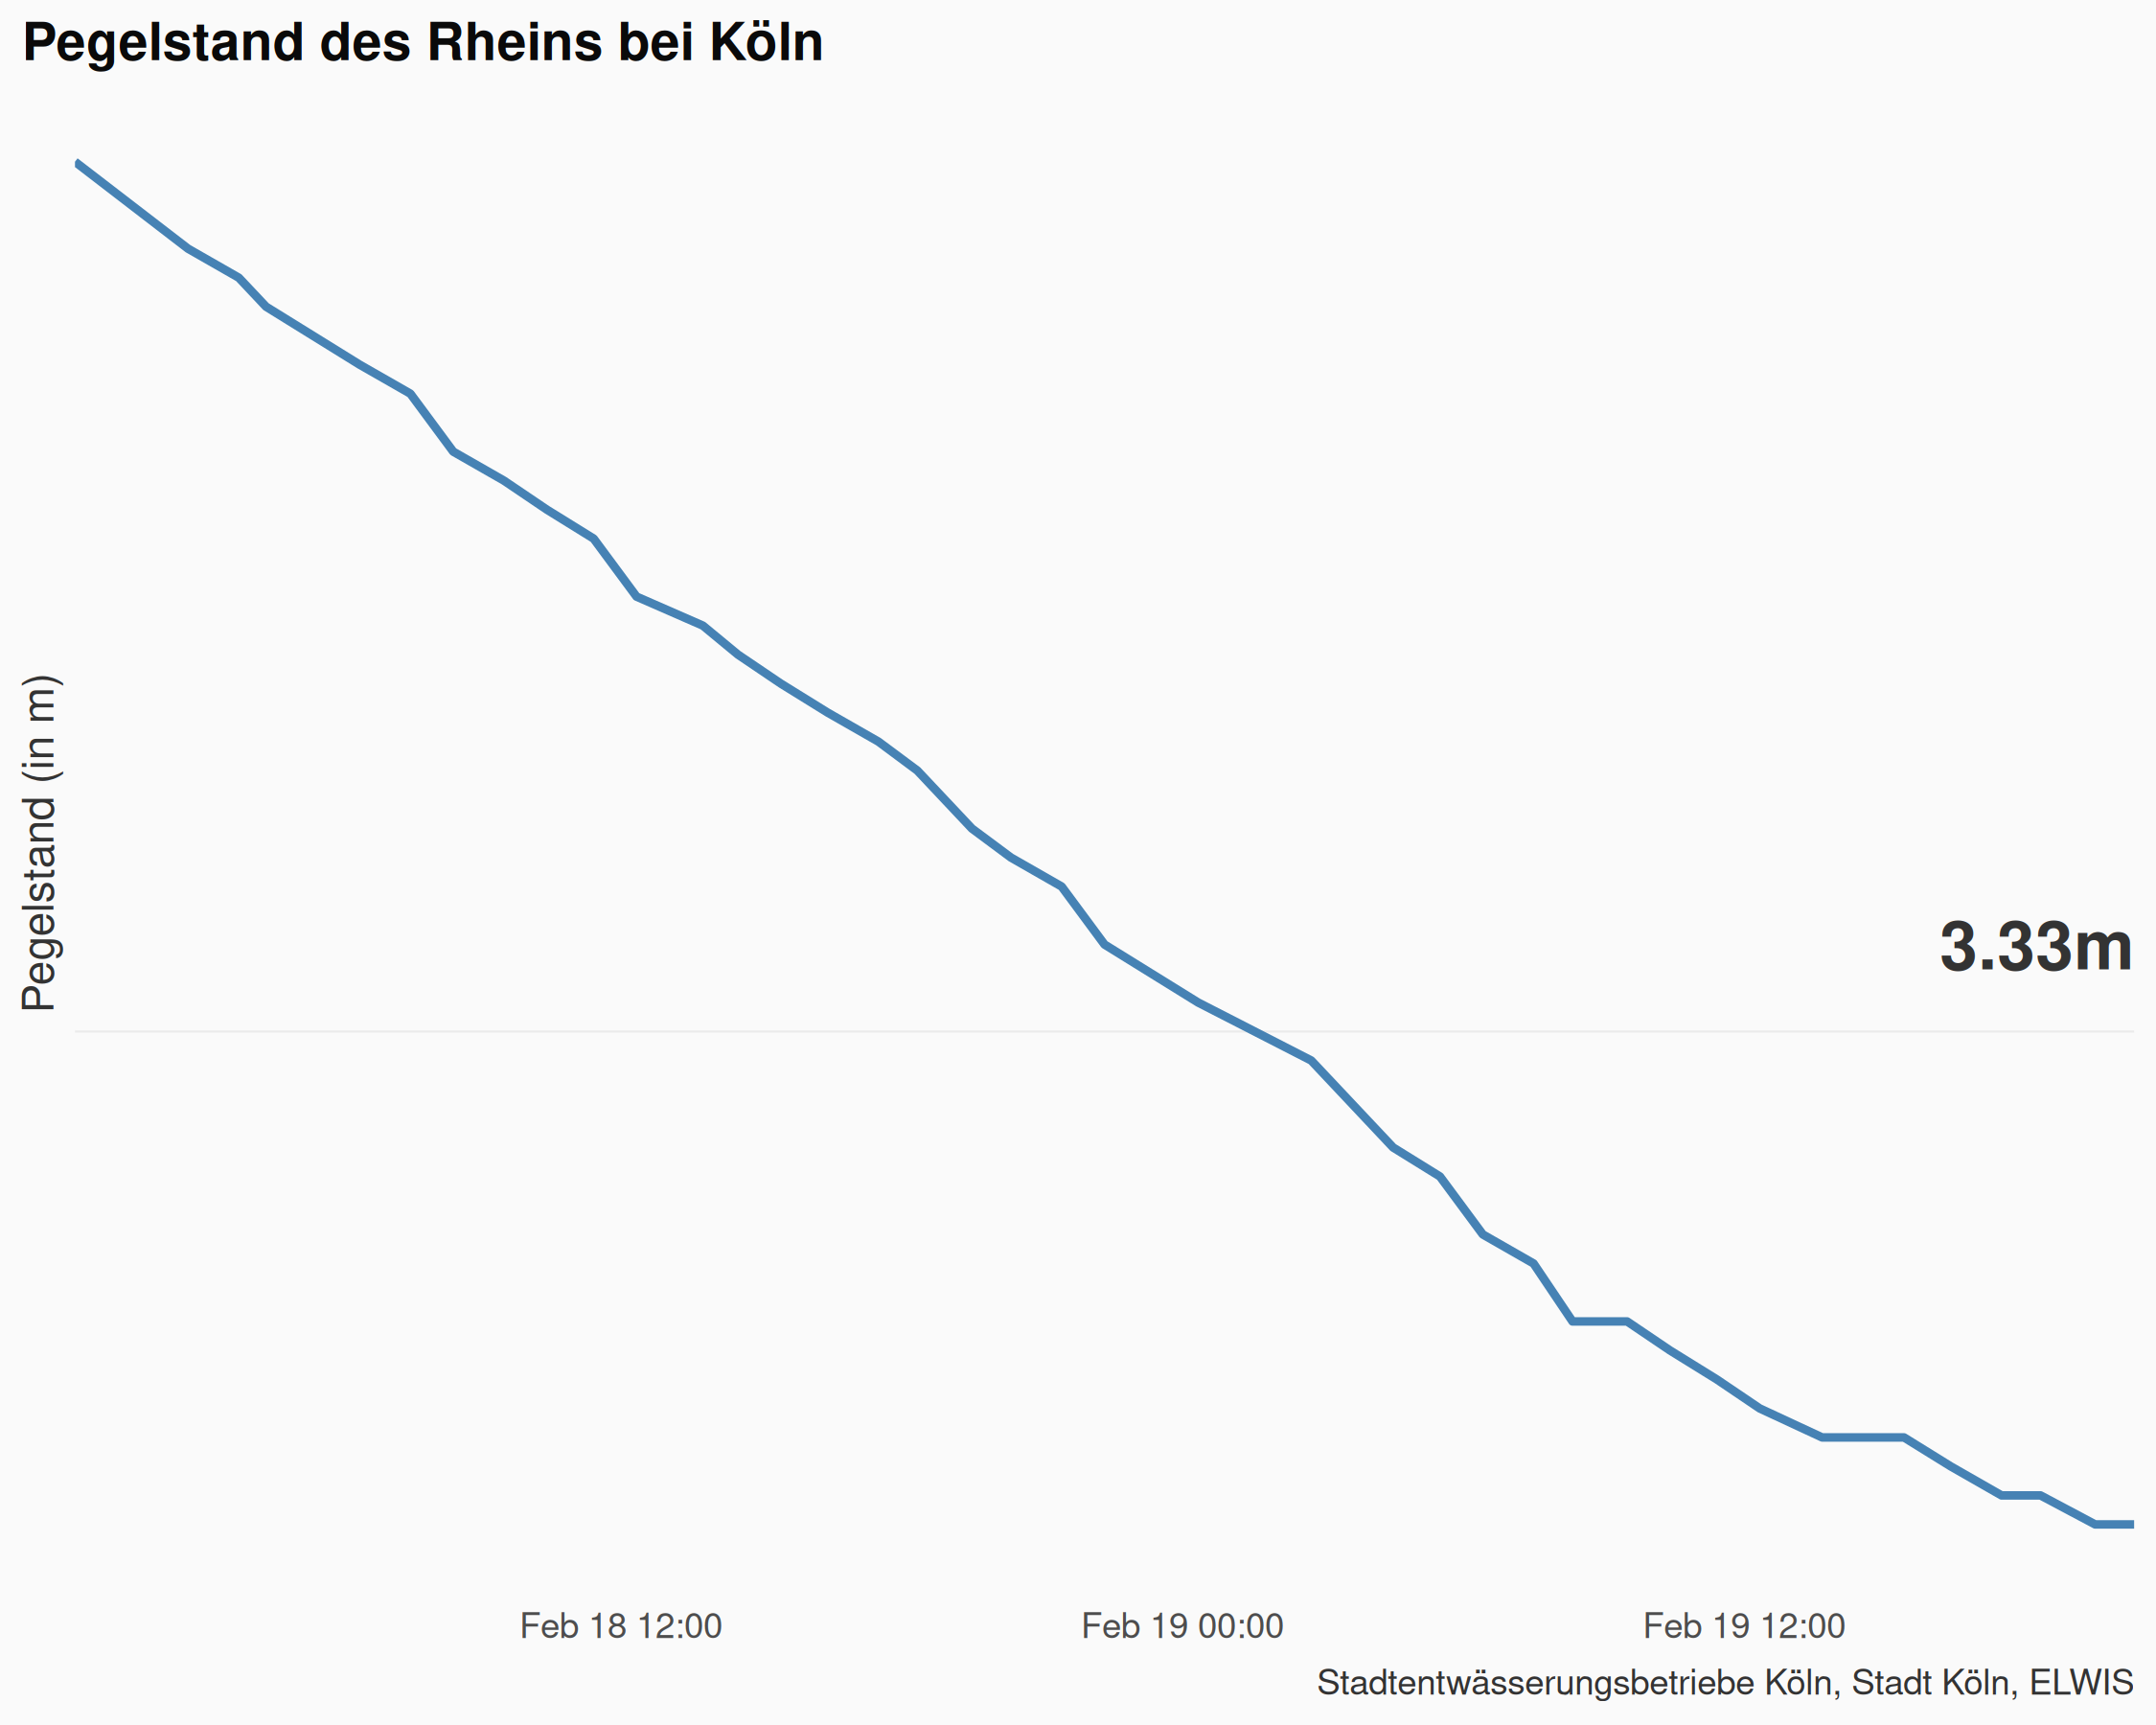 Pegelstand des Rheins bei Köln
Pegelstand (in m)
3.33m
Feb 18 12:00
Feb 19 00:00
Feb 19 12:00
Stadtentwässerungsbetriebe Köln, Stadt Köln, ELWIS